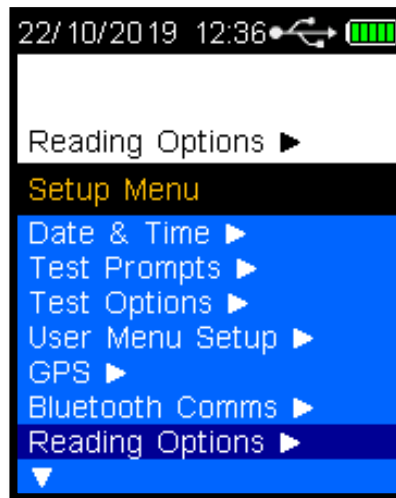 22/10/2019 12:36
Reading Options ▶
Setup Menu
Date & Time ▶
Test Prompts ▶
Test Options ▶
User Menu Setup ▶
GPS ▶
Bluetooth Comms ▶
Reading Options ▶